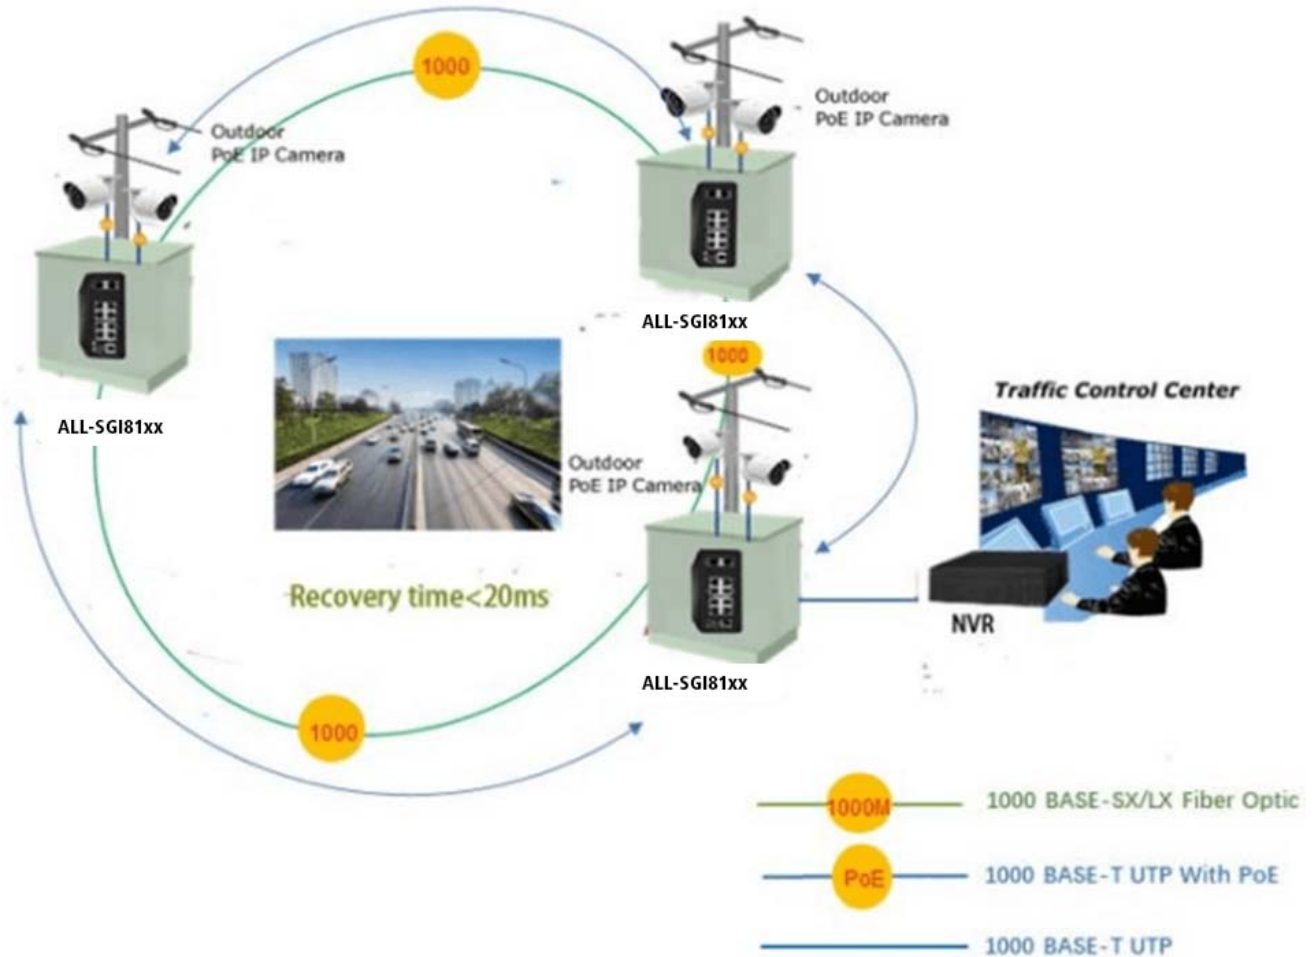 1000
Outdoor
PoE IP Camera
Outdoor
PoE IP Camera
ALL-SGI81xx
1000
ALL-SGI81xx
Traffic Control Center
Outdoor
PoE IP Camera
Recovery time<20ms
NVR
ALL-SGI81xx
1000
1000M
1000 BASE-SX/LX Fiber Optic
PoE
1000 BASE-T UTP With PoE
1000 BASE-T UTP